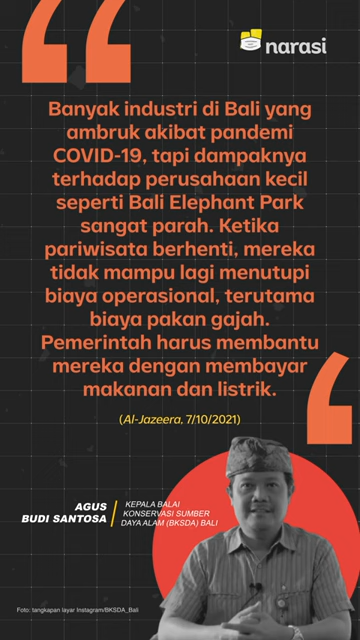 narasi
Banyak industri di Bali yang
ambruk akibat pandemi
COVID-19, tapi dampaknya
terhadap perusahaan kecil
seperti Bali Elephant Park
sangat parah. Ketika
pariwisata berhenti, mereka
tidak mampu lagi menutupi
biaya operasional, terutama
biaya pakan gajah.
Pemerintah harus membantu
mereka dengan membayar
makanan dan listrik.
(Al-Jazeera, 7/10/2021)
AGUS
BUDI SANTOSA
KEPALA BALAI
KONSERVASI SUMBER
DAYA ALAM (BKSDA) BALI
Foto: tangkapan layar Instagram/BKSDA_Bali